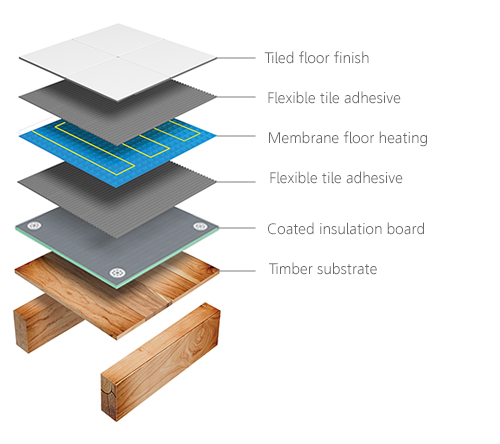 Tiled floor finish
Flexible tile adhesive
Membrane floor heating
Flexible tile adhesive
Coated insulation board
Timber substrate